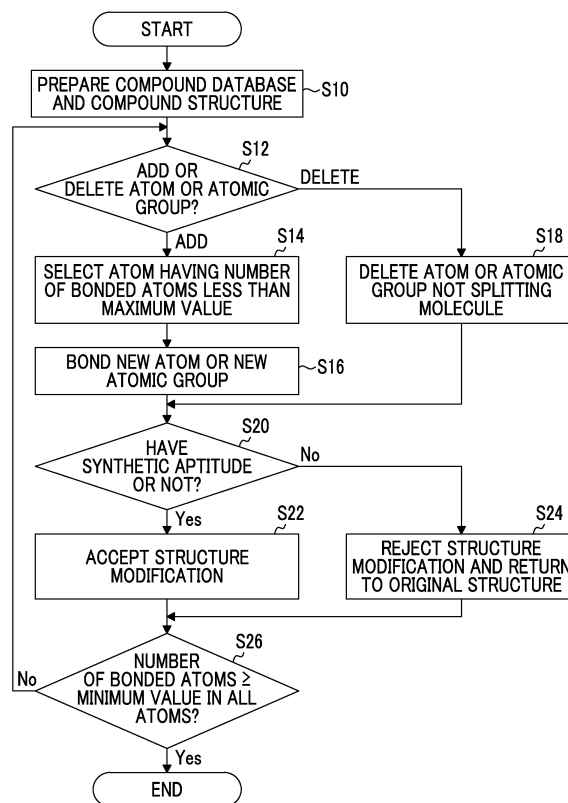 START
PREPARE COMPOUND DATABASE
AND COMPOUND STRUCTURE
S10
S12
ADD OR
DELETE ATOM OR ATOMIC
GROUP?
DELETE
ADD
S14
SELECT ATOM HAVING NUMBER
OF BONDED ATOMS LESS THAN
MAXIMUM VALUE
S18
DELETE ATOM OR ATOMIC
GROUP NOT SPLITTING
MOLECULE
BOND NEW ATOM OR NEW
ATOMIC GROUP
S16
S20
HAVE
SYNTHETIC APTITUDE
OR NOT?
No
Yes
S22
ACCEPT STRUCTURE
MODIFICATION
S24
REJECT STRUCTURE
MODIFICATION AND RETURN
TO ORIGINAL STRUCTURE
S26
NUMBER
OF BONDED ATOMS ≥
MINIMUM VALUE IN ALL
ATOMS?
No
Yes
END